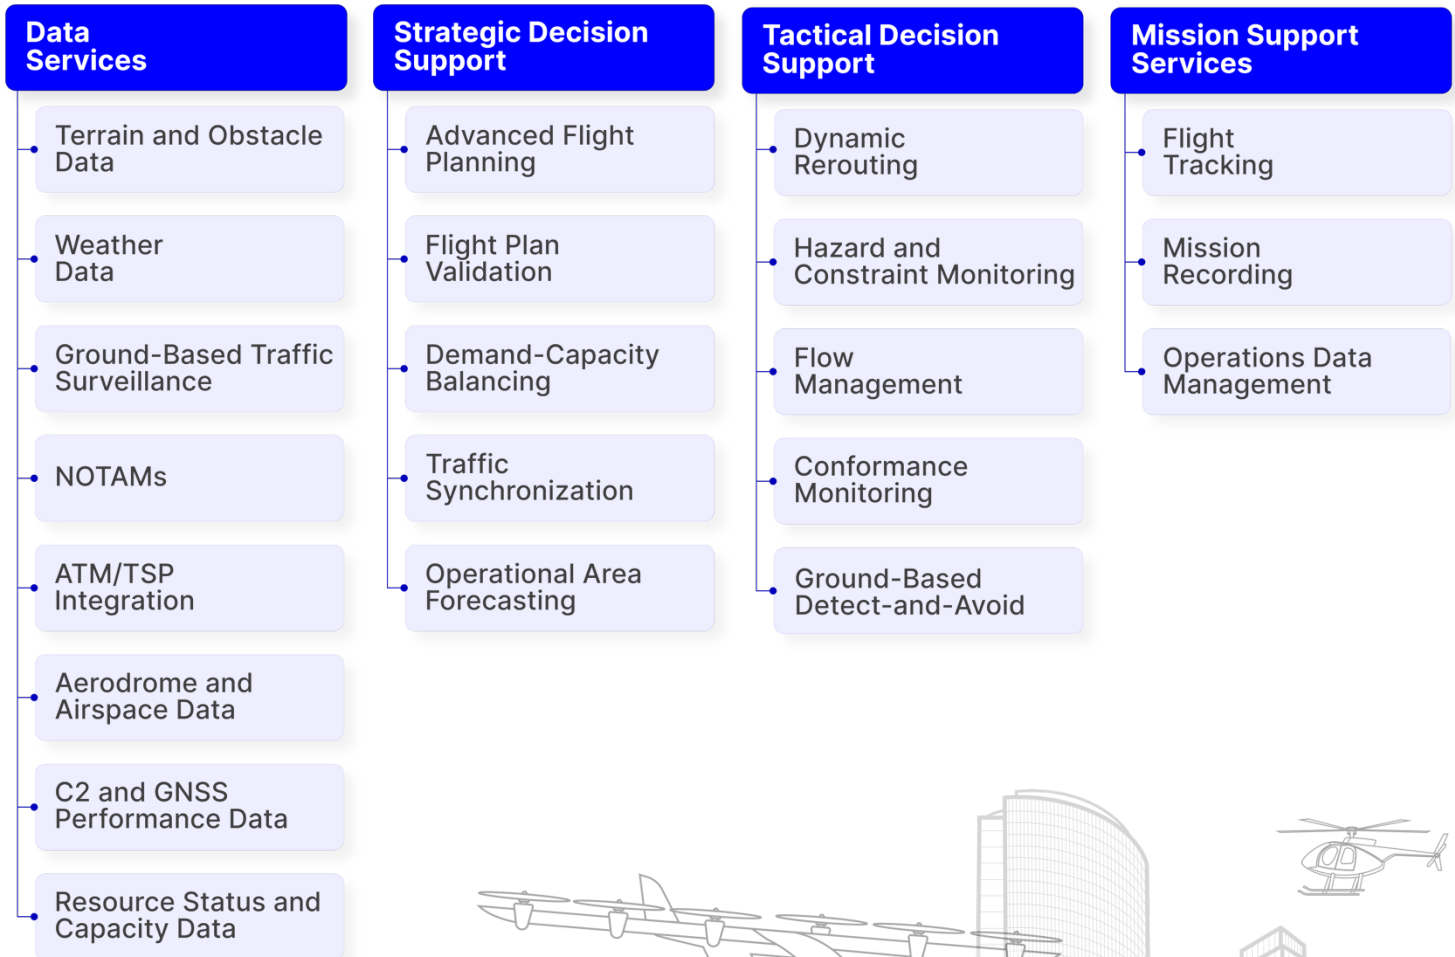 Data
Services
Terrain and Obstacle
Data
Weather
Data
Ground-Based Traffic
Surveillance
NOTAMs
ATM/TSP
Integration
Aerodrome and
Airspace Data
C2 and GNSS
Performance Data
Resource Status and
Capacity Data
Strategic Decision
Support
Advanced Flight
Planning
Flight Plan
Validation
Demand-Capacity
Balancing
Traffic
Synchronization
Operational Area
Forecasting
Tactical Decision
Support
Dynamic
Rerouting
Hazard and
Constraint Monitoring
Flow
Management
Conformance
Monitoring
Ground-Based
Detect-and-Avoid
Mission Support
Services
Flight
Tracking
Mission
Recording
Operations Data
Management